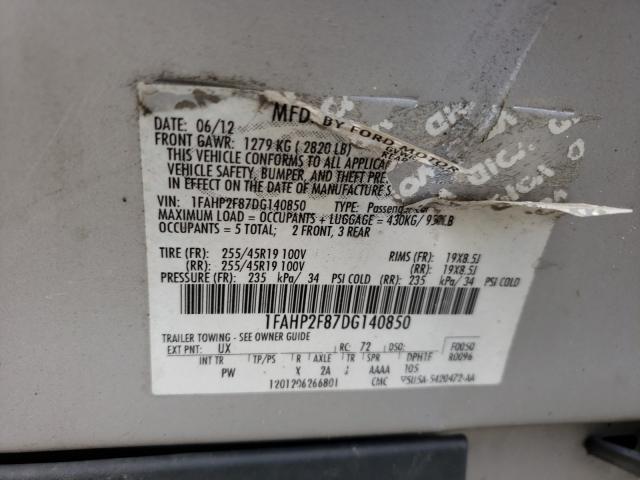 MFD. BY FORD MOTOR
DATE: 06/12
FRONT GAWR: 1279 KG ( 2820 LB)
THIS VEHICLE CONFORMS TO ALL APPLICA
VEHICLE SAFETY, BUMPER, AND THEFT PRE
IN EFFECT ON THE DATE OF MANUFACTURE
VIN: 1FAHP2F87DG140850 TYPE: Passenger
MAXIMUM LOAD = OCCUPANTS + LUGGAGE = 430KG/ 950LB
OCCUPANTS = 5 TOTAL; 2 FRONT, 3 REAR
TIRE (FR): 255/45R19 100V RIMS (FR): 19X8.5J
(RR): 255/45R19 100V (RR): 19X8.5J
PRESSURE (FR): 235 kPa/ 34 PSI COLD (RR): 235 kPa/ 34 PSI COLD
1FAHP2F87DG140850
TRAILER TOWING - SEE OWNER GUIDE
EXT PNT: UX RC: 72 DSO: F0050
INT TR TP/PS R AXLE TR SPR DPHTF R0096
PW X 2A J AAAA 105
1201206266801 CMC